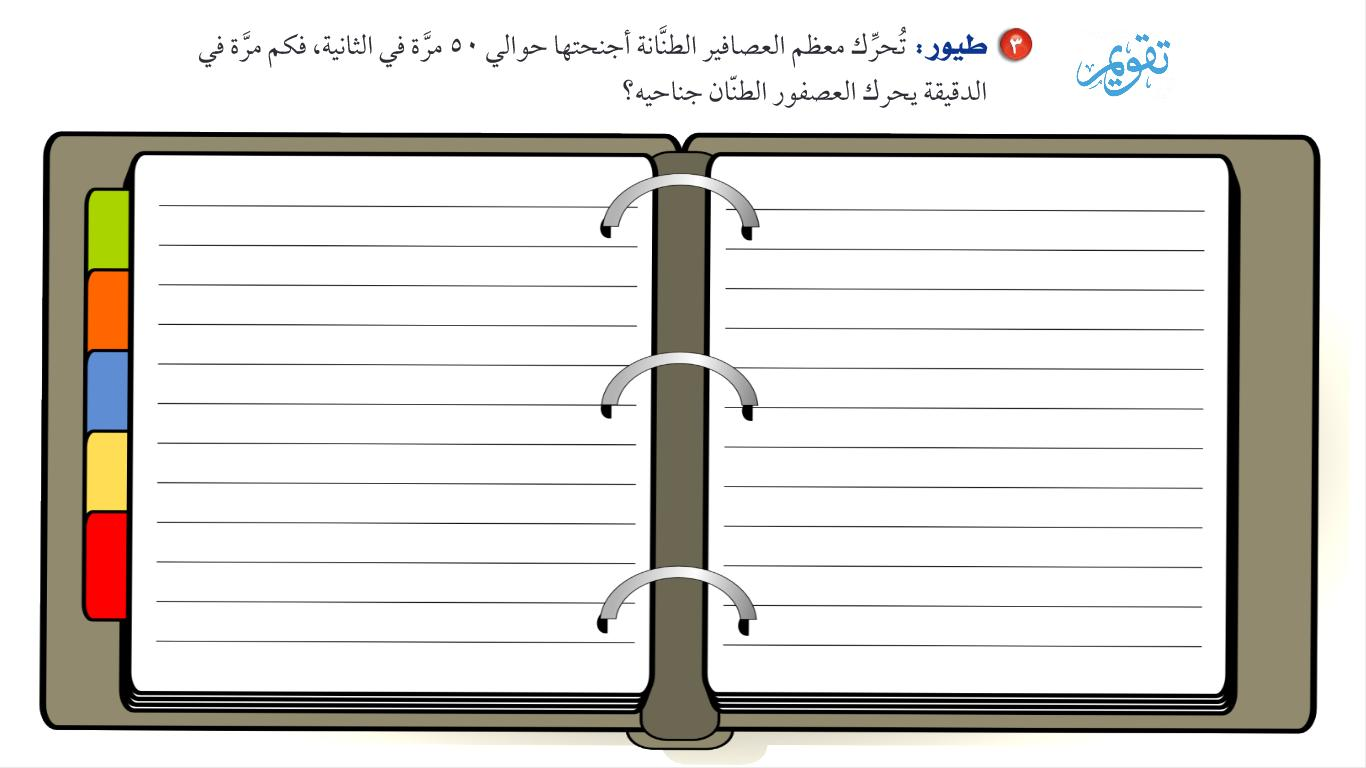 تقويم
٣ طيور: تُحرِّك معظم العصافير الطنَّانة أجنحتها حوالي ٥٠ مرَّة في الثانية، فكم مرَّة في
الدقيقة يحرك العصفور الطنّان جناحيه؟